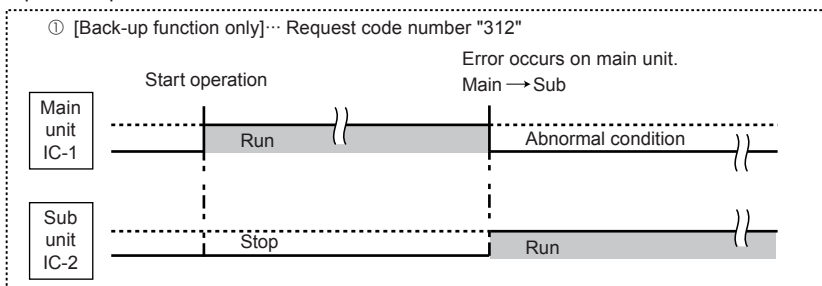 ① [Back-up function only]··· Request code number "312"
Error occurs on main unit.
Start operation
Main → Sub
Main
unit
IC-1
Run
Abnormal condition
Sub
unit
IC-2
Stop
Run